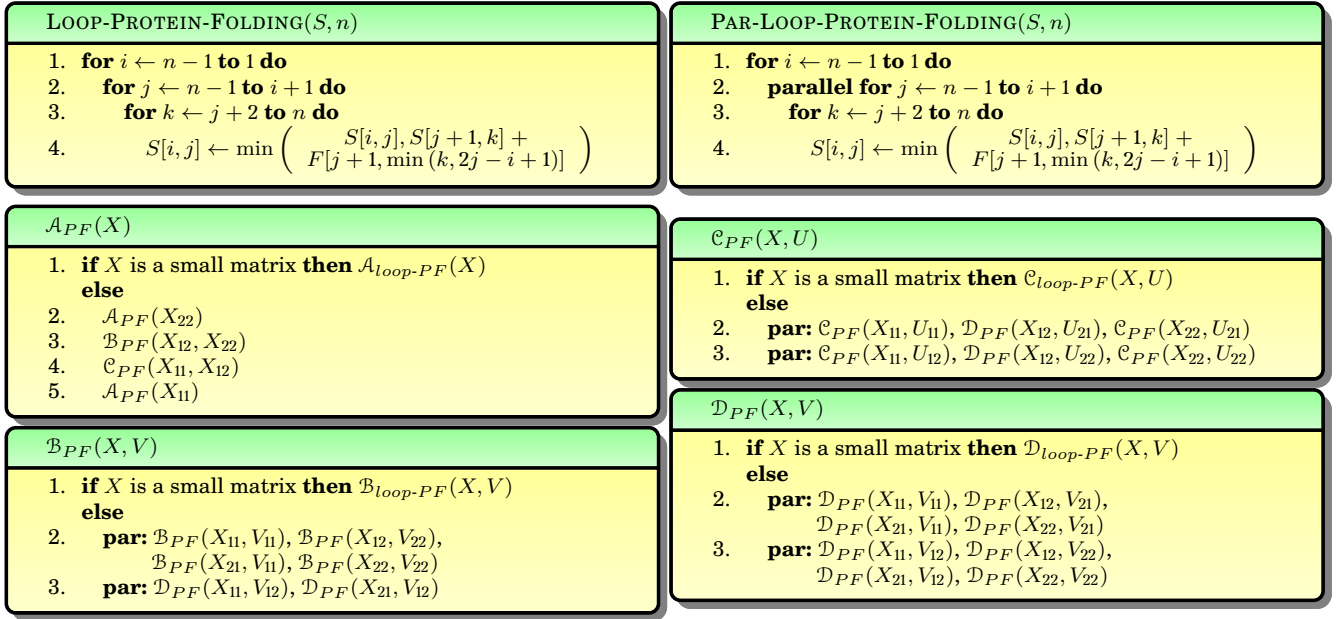 LOOP-PROTEIN-FOLDING(S, n)
1. for i ← n − 1 to 1 do
2. for j ← n − 1 to i + 1 do
3. for k ← j + 2 to n do
4. S[i, j] ← min ( S[i, j], S[j + 1, k] +
F[j + 1, min (k, 2j − i + 1)] )
PAR-LOOP-PROTEIN-FOLDING(S, n)
1. for i ← n − 1 to 1 do
2. parallel for j ← n − 1 to i + 1 do
3. for k ← j + 2 to n do
4. S[i, j] ← min ( S[i, j], S[j + 1, k] +
F[j + 1, min (k, 2j − i + 1)] )
𝒜_PF(X)
1. if X is a small matrix then 𝒜_loop-PF(X)
else
2. 𝒜_PF(X₂₂)
3. ℬ_PF(X₁₂, X₂₂)
4. 𝒞_PF(X₁₁, X₁₂)
5. 𝒜_PF(X₁₁)
ℬ_PF(X, V)
1. if X is a small matrix then ℬ_loop-PF(X, V)
else
2. par: ℬ_PF(X₁₁, V₁₁), ℬ_PF(X₁₂, V₂₂),
ℬ_PF(X₂₁, V₁₁), ℬ_PF(X₂₂, V₂₂)
3. par: 𝒟_PF(X₁₁, V₁₂), 𝒟_PF(X₂₁, V₁₂)
𝒞_PF(X, U)
1. if X is a small matrix then 𝒞_loop-PF(X, U)
else
2. par: 𝒞_PF(X₁₁, U₁₁), 𝒟_PF(X₁₂, U₂₁), 𝒞_PF(X₂₂, U₂₁)
3. par: 𝒞_PF(X₁₁, U₁₂), 𝒟_PF(X₁₂, U₂₂), 𝒞_PF(X₂₂, U₂₂)
𝒟_PF(X, V)
1. if X is a small matrix then 𝒟_loop-PF(X, V)
else
2. par: 𝒟_PF(X₁₁, V₁₁), 𝒟_PF(X₁₂, V₂₁),
𝒟_PF(X₂₁, V₁₁), 𝒟_PF(X₂₂, V₂₁)
3. par: 𝒟_PF(X₁₁, V₁₂), 𝒟_PF(X₁₂, V₂₂),
𝒟_PF(X₂₁, V₁₂), 𝒟_PF(X₂₂, V₂₂)